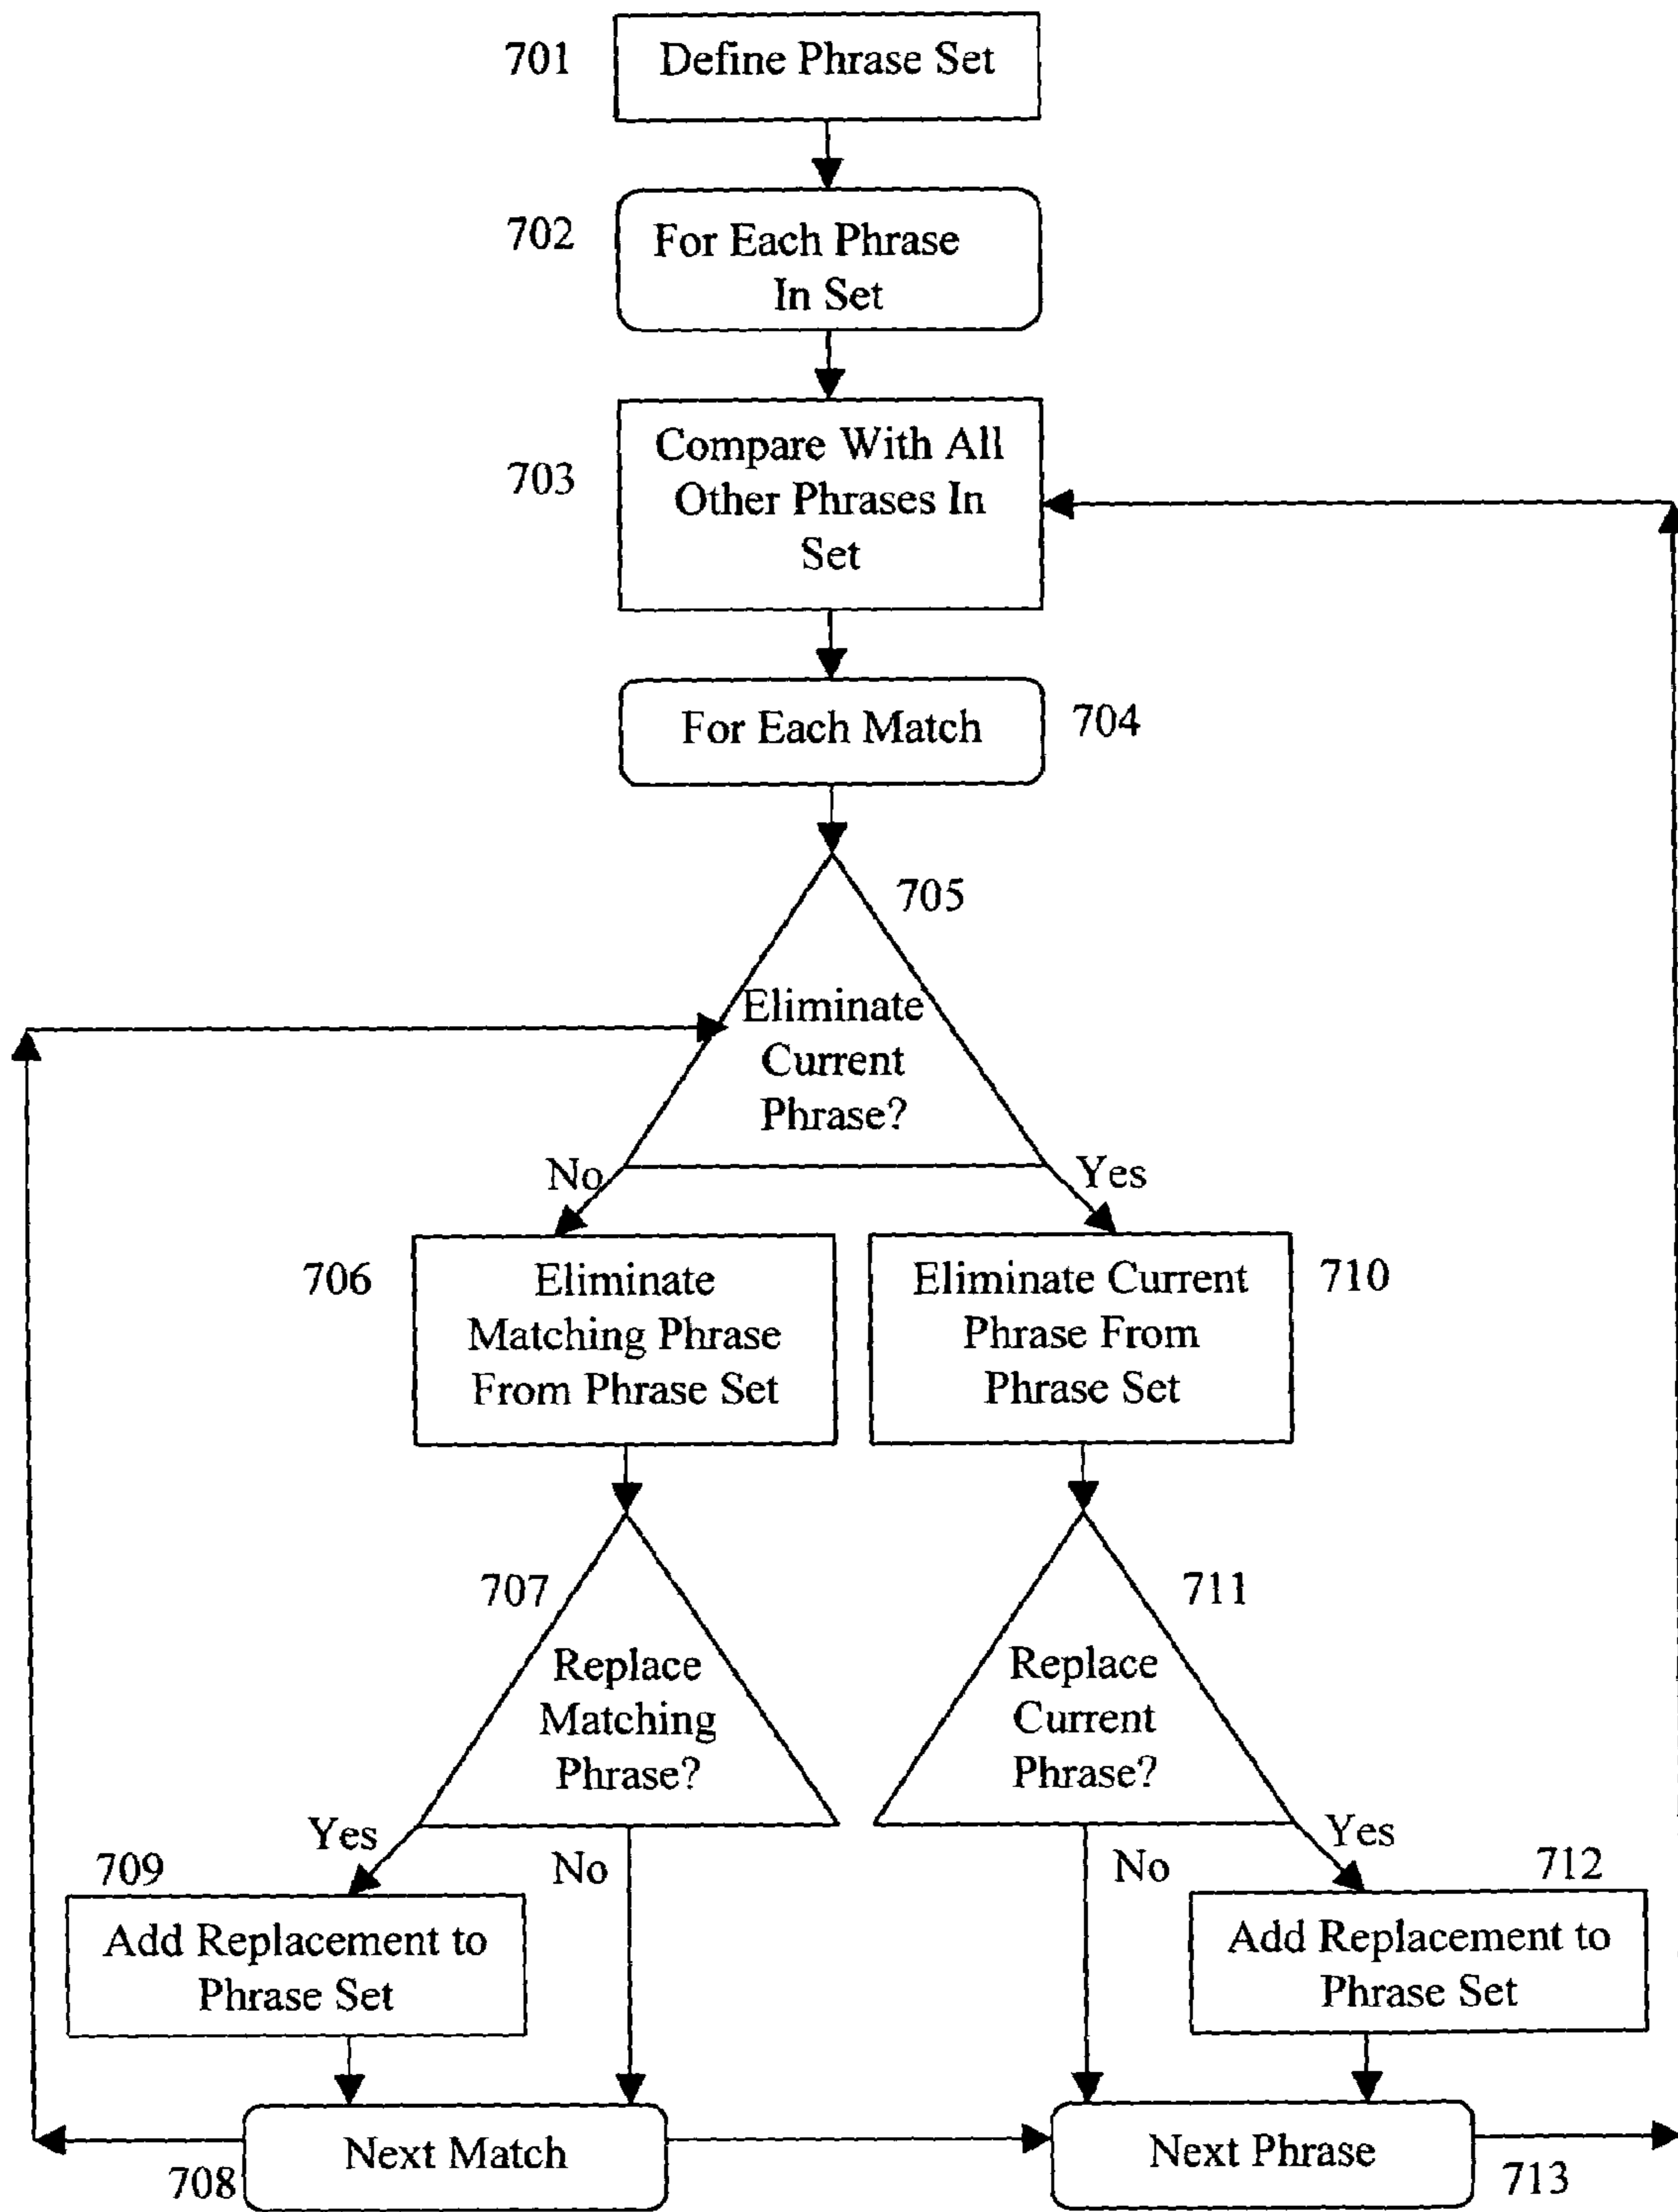 701
Define Phrase Set
702
For Each Phrase
In Set
703
Compare With All
Other Phrases In
Set
For Each Match
704
705
Eliminate
Current
Phrase?
No
Yes
706
Eliminate
Matching Phrase
From Phrase Set
Eliminate Current
Phrase From
Phrase Set
710
707
Replace
Matching
Phrase?
711
Replace
Current
Phrase?
Yes
No
No
Yes
709
Add Replacement to
Phrase Set
712
Add Replacement to
Phrase Set
Next Match
708
Next Phrase
713